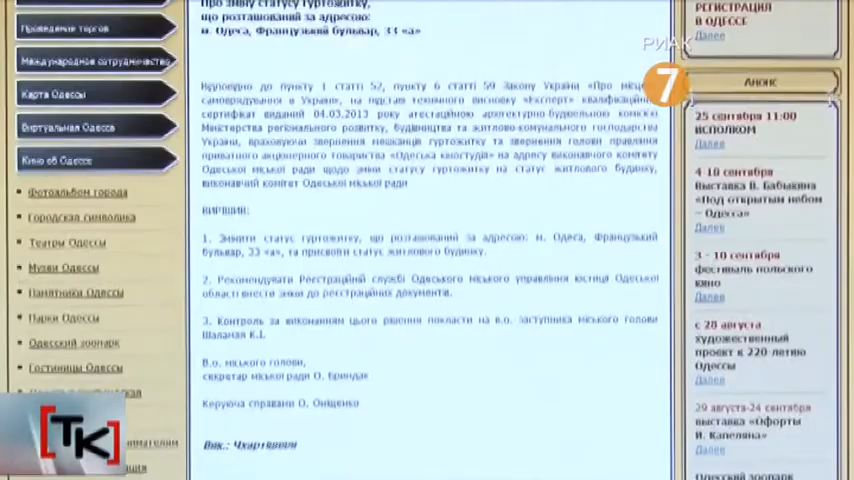 Про зміну статусу гуртожитку,
що розташований за адресою:
м. Одеса, Французький бульвар, 33 «а»
Відповідно до пункту 1 статті 52, пункту 6 статті 59 Закону України «Про
самоврядування в Україні, на підставі технічного висновку «Експерт»
сертифікат виданий 04.03.2013 року атестаційною архітектурно-будівельною комісією
Міністерства регіонального розвитку, будівництва та житлово-комунального господарства
України, враховуючи звернення мешканців гуртожитку та звернення голови правління
приватного акціонерного товариства «Одеська кіностудія» на адресу виконавчого комітету
Одеської міської ради щодо зміни статусу гуртожитку на статус житлового будинку,
виконавчий комітет Одеської міської ради
ВИРІШИВ:
1. Змінити статус гуртожитку, що розташований за адресою: м. Одеса, Французький
бульвар, 33 «а», та присвоїти статус житлового будинку.
2. Рекомендувати Реєстраційній службі Одеського міського управління юстиції Одеської
області внести зміни до реєстраційних документів.
3. Контроль за виконанням цього рішення покласти на в.о. заступника міського голови
Шаламая К.І.
В.о. міського голови,
секретар міської ради О. Бриндак
Керуюча справами О. Оніщенко
Вик.:
Проведение торгов
Международное сотрудничество
Карта Одессы
Виртуальная Одесса
Кино об Одессе
Фотоальбом города
Городская символика
Театры Одессы
Музеи Одессы
Памятники Одессы
Парки Одессы
Одесский зоопарк
Гостиницы Одессы
[ТК]
РЕГИСТРАЦИЯ
В ОДЕССЕ
Далее
РИАК
7
Анонс
25 сентября 11:00
ИСПОЛКОМ
Далее
4-10 сентября
Выставка В. Бабыкина
«Под открытым небом
– Одесса»
Далее
3 - 10 сентября
фестиваль польского
кино
Далее
с 28 августа
художественный
проект к 220 летию
Одессы
Далее
29 августа-24 сентября
выставка «Офорты
Й. Капеляна»
Далее
Одесский зоопарк